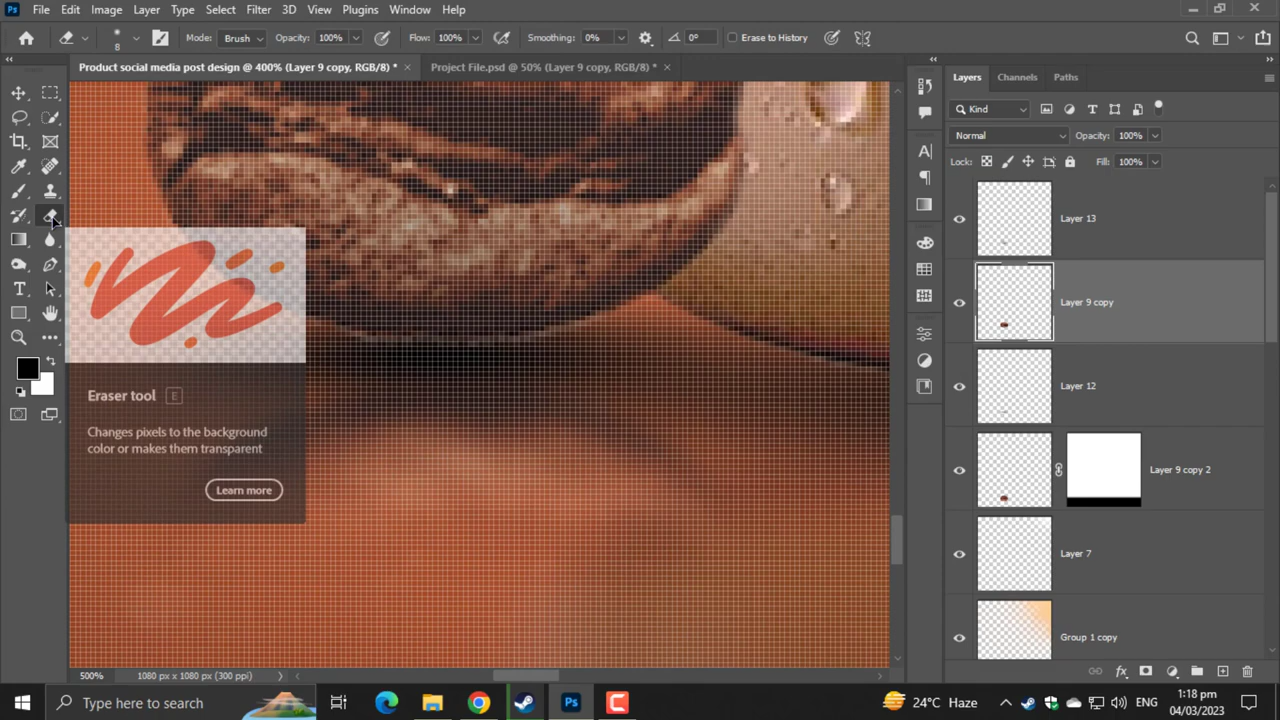 Ps File Edit Image Layer Type Select Filter 3D View Plugins Window Help
8 Mode: Brush Opacity: 100% Flow: 100% Smoothing: 0% 0° Erase to History
Product social media post design @ 400% (Layer 9 copy, RGB/8) * × Project File.psd @ 50% (Layer 9 copy, RGB/8) * ×
Layers Channels Paths
Kind
Normal Opacity: 100%
Lock: Fill: 100%
Layer 13
Layer 9 copy
Layer 12
Layer 9 copy 2
Layer 7
Group 1 copy
Eraser tool E
Changes pixels to the background
color or makes them transparent
Learn more
500% 1080 px x 1080 px (300 ppi)
Type here to search
Ps
24°C Haze
ENG
1:18 pm
04/03/2023